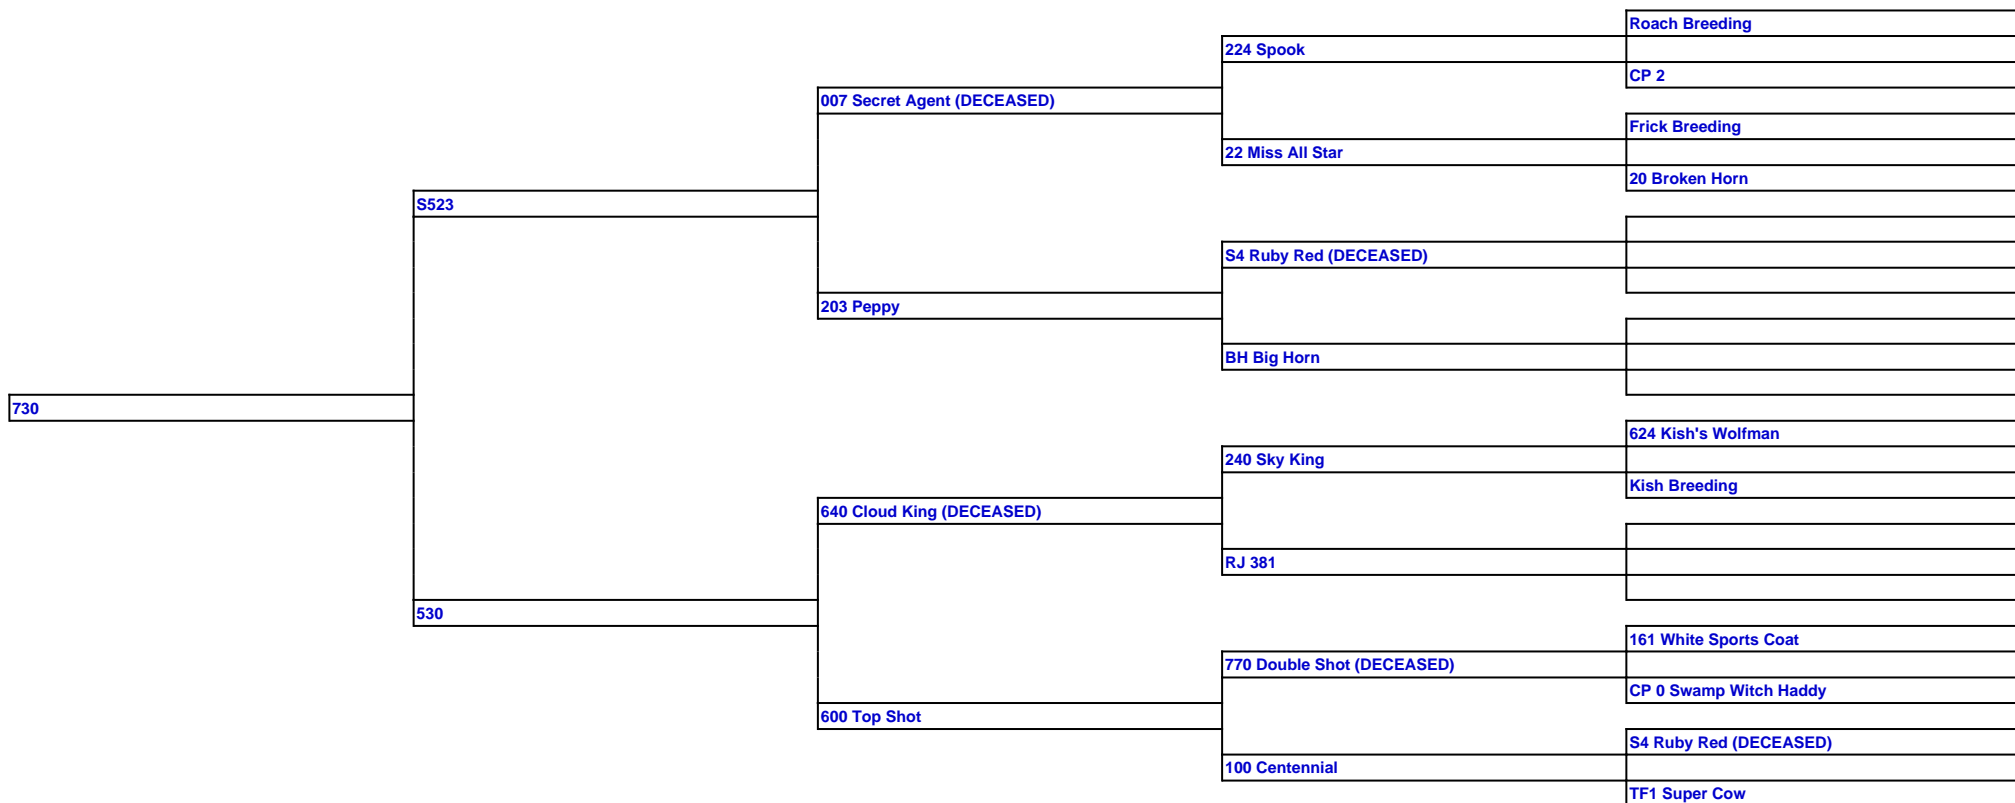 Roach Breeding
224 Spook
CP 2
007 Secret Agent (DECEASED)
Frick Breeding
22 Miss All Star
20 Broken Horn
S523
S4 Ruby Red (DECEASED)
203 Peppy
BH Big Horn
730
624 Kish's Wolfman
240 Sky King
Kish Breeding
640 Cloud King (DECEASED)
RJ 381
530
161 White Sports Coat
770 Double Shot (DECEASED)
CP 0 Swamp Witch Haddy
600 Top Shot
S4 Ruby Red (DECEASED)
100 Centennial
TF1 Super Cow